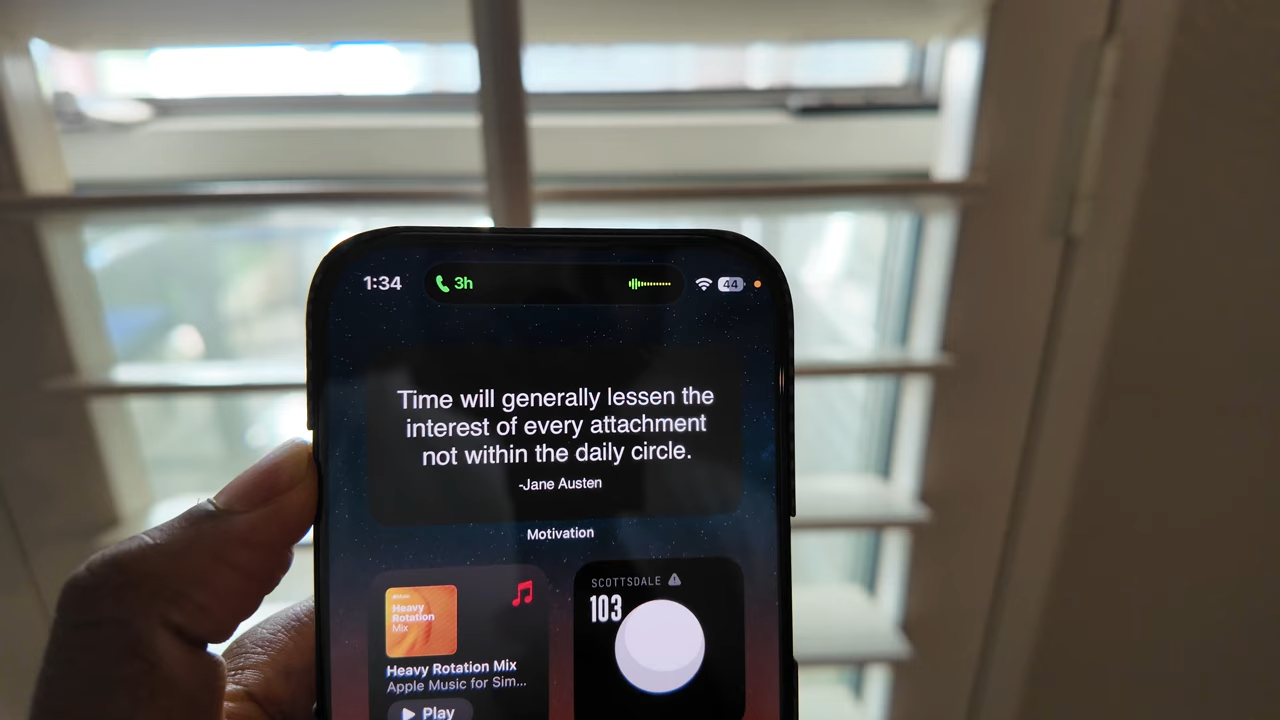 1:34
3h
44
Time will generally lessen the
interest of every attachment
not within the daily circle.
-Jane Austen
Motivation
Heavy
Rotation
Mix
Heavy Rotation Mix
Apple Music for Sim...
Play
SCOTTSDALE
103